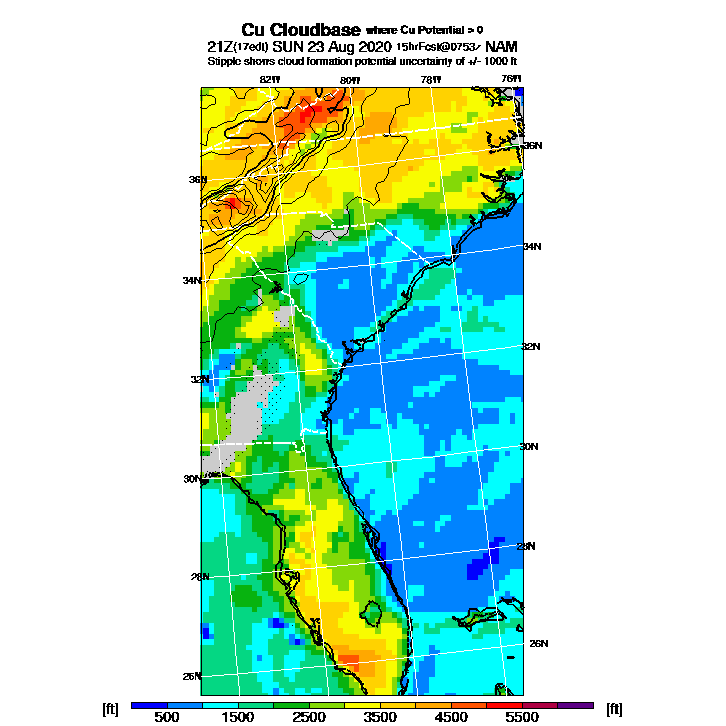 Cu Cloudbase where Cu Potential > 0
21Z(17edt) SUN 23 Aug 2020 15hrFcst@0753z NAM
Stipple shows cloud formation potential uncertainty of +/- 1000 ft
82W 80W 78W 76W
36N
36N
34N
34N
32N
32N
30N
30N
28N
28N
26N
26N
[ft] 500 1500 2500 3500 4500 5500 [ft]